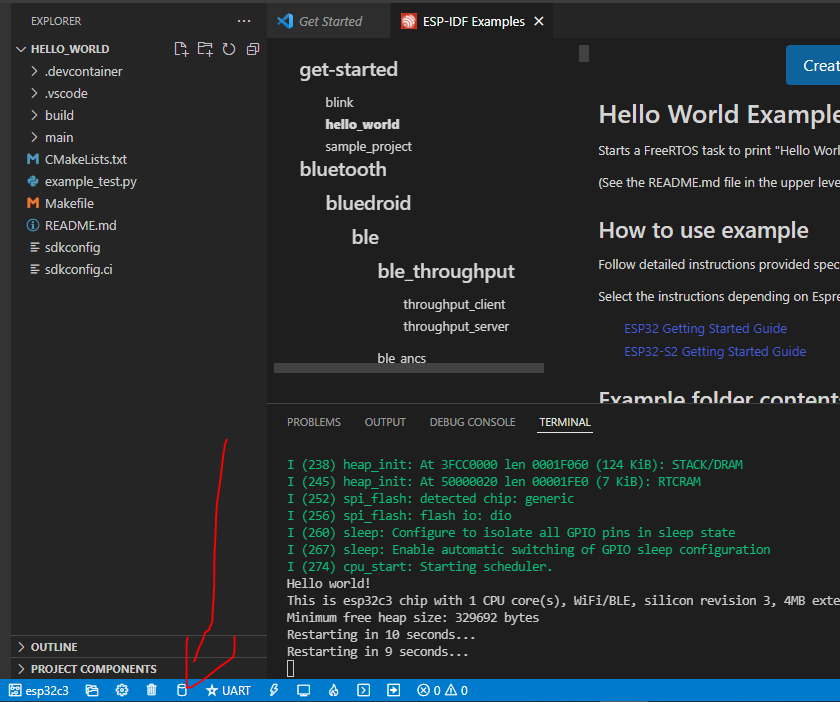 EXPLORER
HELLO_WORLD
.devcontainer
.vscode
build
main
CMakeLists.txt
example_test.py
Makefile
README.md
sdkconfig
sdkconfig.ci
OUTLINE
PROJECT COMPONENTS
Get Started
ESP-IDF Examples
get-started
blink
hello_world
sample_project
bluetooth
bluedroid
ble
ble_throughput
throughput_client
throughput_server
ble_ancs
Creat
Hello World Example
Starts a FreeRTOS task to print "Hello Worl
(See the README.md file in the upper leve
How to use example
Follow detailed instructions provided spec
Select the instructions depending on Espre
ESP32 Getting Started Guide
ESP32-S2 Getting Started Guide
Example folder content
PROBLEMS OUTPUT DEBUG CONSOLE TERMINAL
I (238) heap_init: At 3FCC0000 len 0001F060 (124 KiB): STACK/DRAM
I (245) heap_init: At 50000020 len 00001FE0 (7 KiB): RTCRAM
I (252) spi_flash: detected chip: generic
I (256) spi_flash: flash io: dio
I (260) sleep: Configure to isolate all GPIO pins in sleep state
I (267) sleep: Enable automatic switching of GPIO sleep configuration
I (274) cpu_start: Starting scheduler.
Hello world!
This is esp32c3 chip with 1 CPU core(s), WiFi/BLE, silicon revision 3, 4MB exte
Minimum free heap size: 329692 bytes
Restarting in 10 seconds...
Restarting in 9 seconds...
esp32c3 UART 0 0